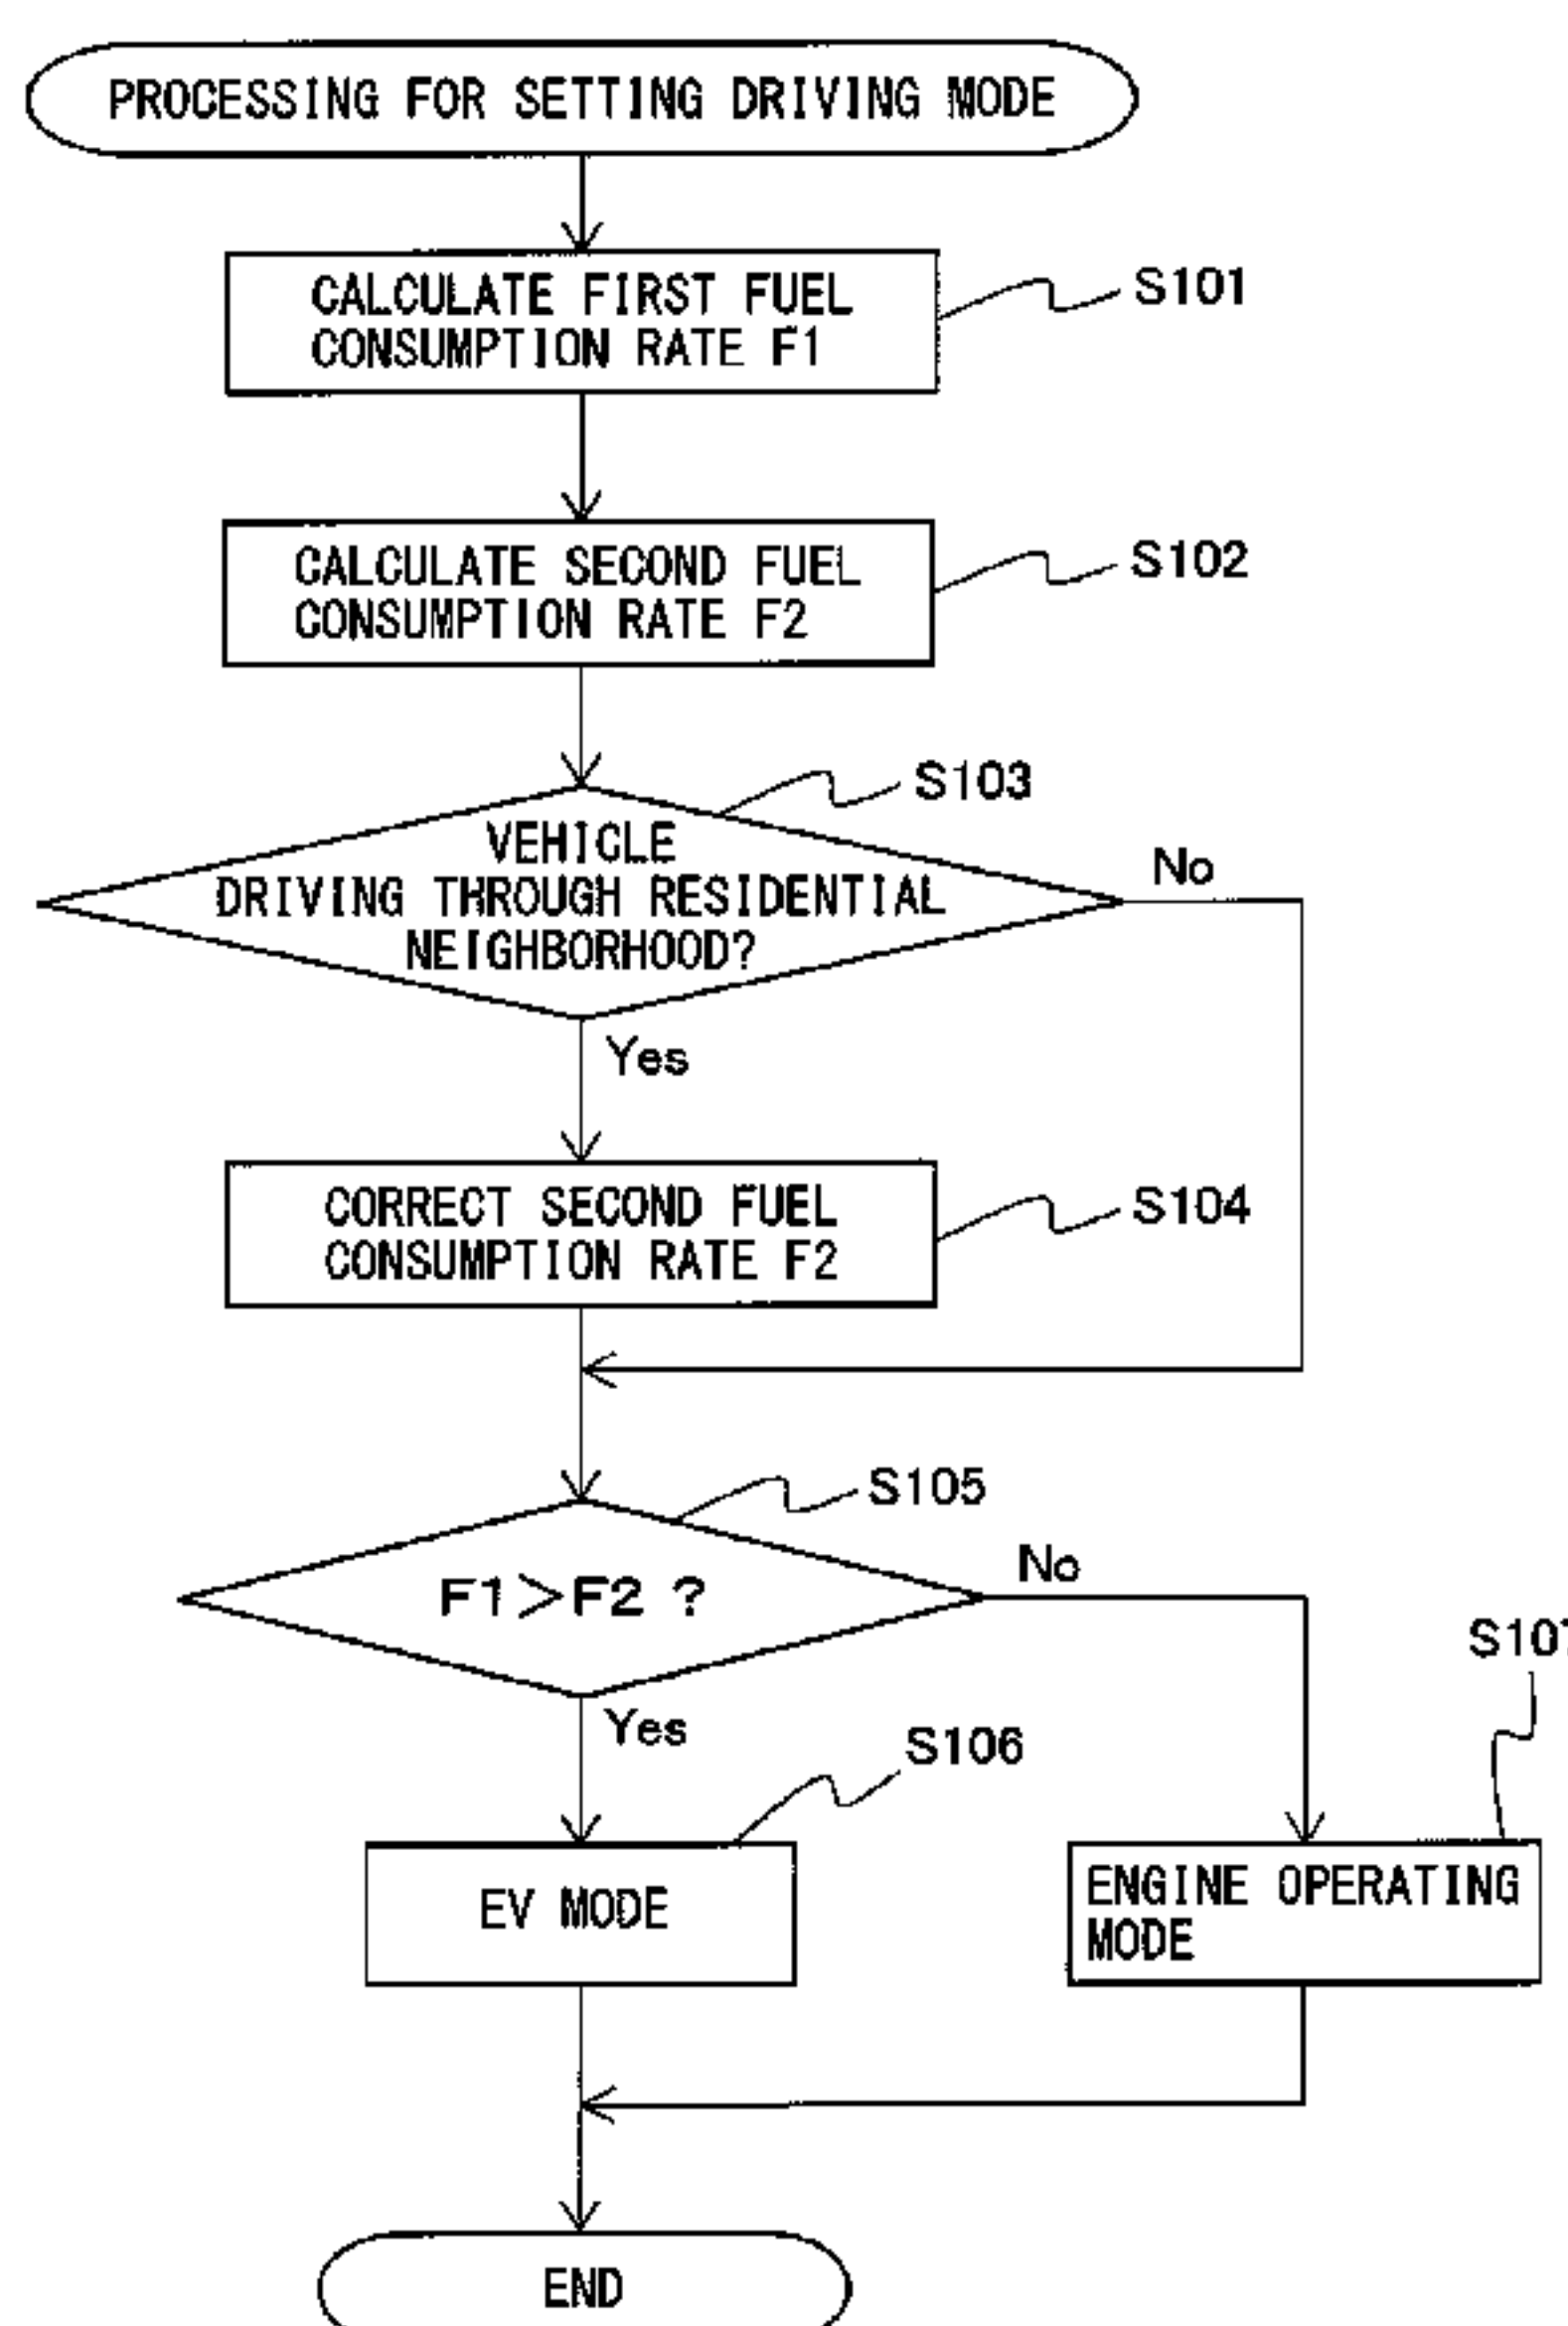 PROCESSING FOR SETTING DRIVING MODE
CALCULATE FIRST FUEL
CONSUMPTION RATE F1
S101
CALCULATE SECOND FUEL
CONSUMPTION RATE F2
S102
S103
VEHICLE
DRIVING THROUGH RESIDENTIAL
NEIGHBORHOOD?
No
Yes
CORRECT SECOND FUEL
CONSUMPTION RATE F2
S104
S105
F1>F2 ?
No
Yes
S106
S107
EV MODE
ENGINE OPERATING
MODE
END